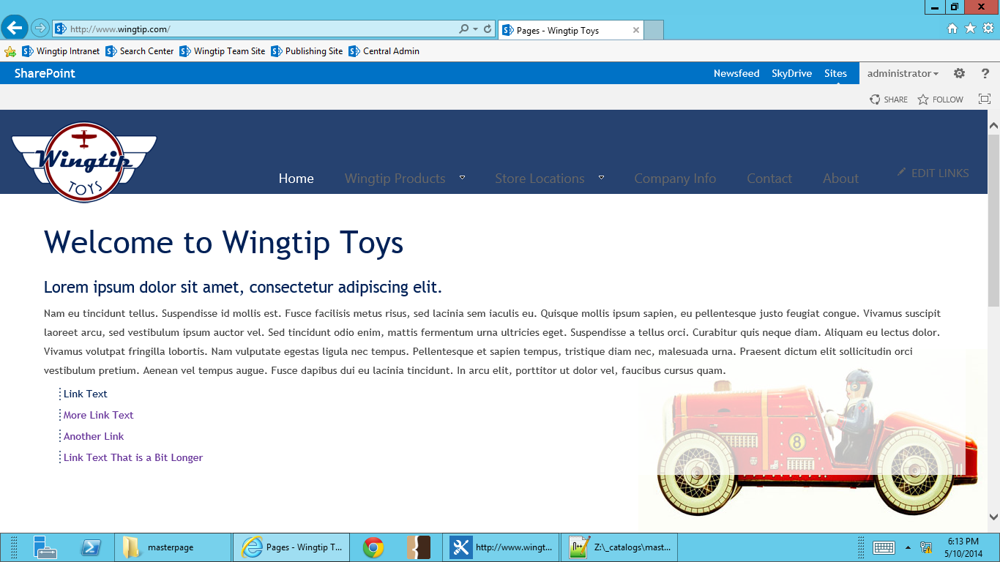 http://www.wingtip.com/
Pages - Wingtip Toys
Wingtip Intranet
Search Center
Wingtip Team Site
Publishing Site
Central Admin
SharePoint
Newsfeed
SkyDrive
Sites
administrator
?
SHARE
FOLLOW
Wingtip
TOYS
Home
Wingtip Products
Store Locations
Company Info
Contact
About
EDIT LINKS
Welcome to Wingtip Toys
Lorem ipsum dolor sit amet, consectetur adipiscing elit.
Nam eu tincidunt tellus. Suspendisse id mollis est. Fusce facilisis metus risus, sed lacinia sem iaculis eu. Quisque mollis ipsum sapien, eu pellentesque justo feugiat congue. Vivamus suscipit
laoreet arcu, sed vestibulum ipsum auctor vel. Sed tincidunt odio enim, mattis fermentum urna ultricies eget. Suspendisse a tellus orci. Curabitur quis neque diam. Aliquam eu lectus dolor.
Vivamus volutpat fringilla lobortis. Nam vulputate egestas ligula nec tempus. Pellentesque et sapien tempus, tristique diam nec, malesuada urna. Praesent dictum elit sollicitudin orci
vestibulum pretium. Aenean vel tempus augue. Fusce dapibus dui eu lacinia tincidunt. In arcu elit, porttitor ut dolor vel, faucibus cursus quam.
Link Text
More Link Text
Another Link
Link Text That is a Bit Longer
8
masterpage
Pages - Wingtip T...
http://www.wingt...
Z:\_catalogs\mast...
6:13 PM
5/10/2014